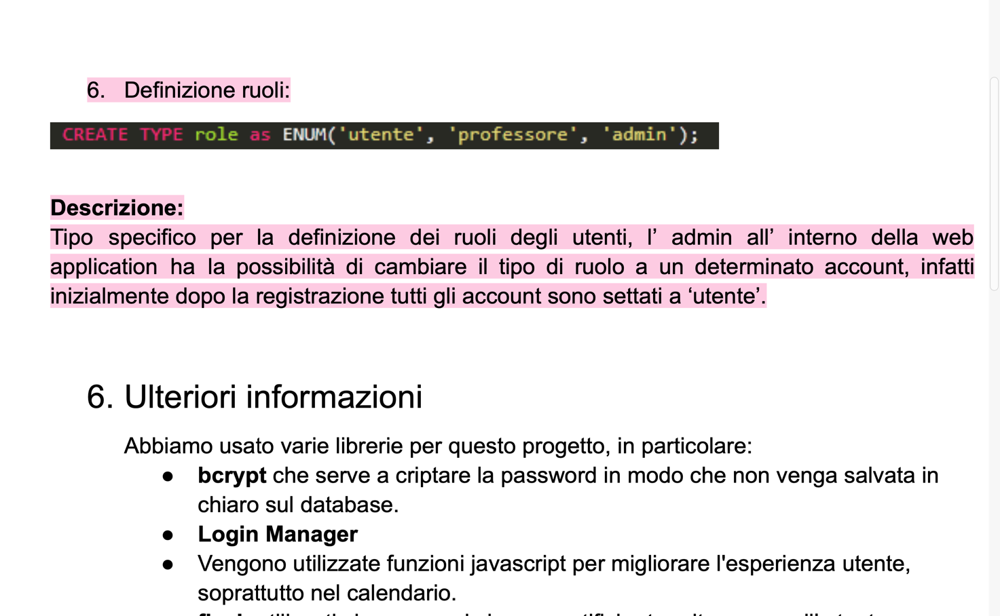 6. Definizione ruoli:
CREATE TYPE role as ENUM('utente', 'professore', 'admin');
Descrizione:
Tipo specifico per la definizione dei ruoli degli utenti, l’ admin all’ interno della web
application ha la possibilità di cambiare il tipo di ruolo a un determinato account, infatti
inizialmente dopo la registrazione tutti gli account sono settati a ‘utente’.
6. Ulteriori informazioni
Abbiamo usato varie librerie per questo progetto, in particolare:
● bcrypt che serve a criptare la password in modo che non venga salvata in
chiaro sul database.
● Login Manager
● Vengono utilizzate funzioni javascript per migliorare l'esperienza utente,
soprattutto nel calendario.